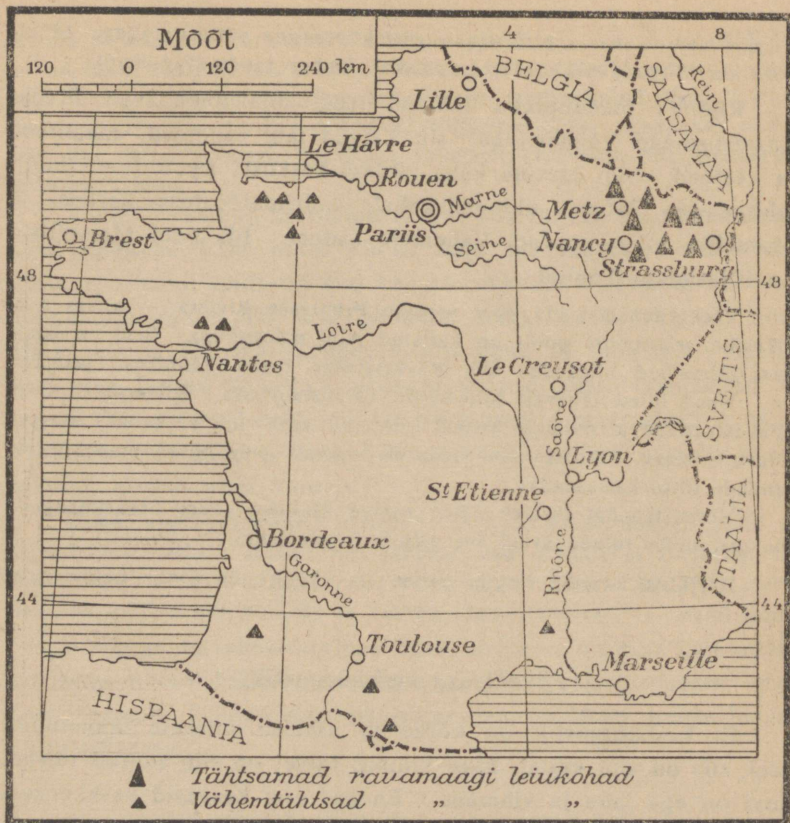 Mõõt
120 0 120 240 km
4 8
BELGIA
SAKSAMAA
Rein
Lille
Le Havre
Rouen
Marne
Metz
Pariis
Nancy
Brest
Seine
Strassburg
48 48
Loire
Nantes
Le Creusot
ŠVEITS
Saône
Lyon
St Etienne
ITAALIA
Bordeaux
Garonne
Rhône
44 44
Toulouse
Marseille
HISPAANIA
Tähtsamad ravamaagi leiukohad
Vähemtähtsad „ „